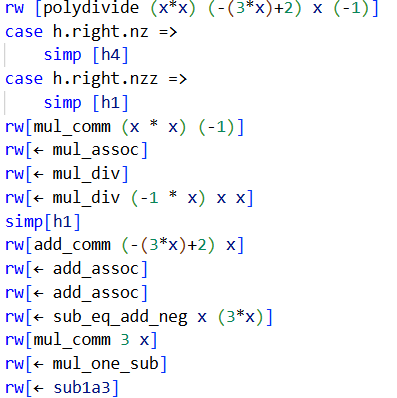 rw [polydivide (x*x) (-(3*x)+2) x (-1)]
case h.right.nz =>
    simp [h4]
case h.right.nzz =>
    simp [h1]
rw[mul_comm (x * x) (-1)]
rw[← mul_assoc]
rw[← mul_div]
rw[← mul_div (-1 * x) x x]
simp[h1]
rw[add_comm (-(3*x)+2) x]
rw[← add_assoc]
rw[← add_assoc]
rw[← sub_eq_add_neg x (3*x)]
rw[mul_comm 3 x]
rw[← mul_one_sub]
rw[← sub1a3]